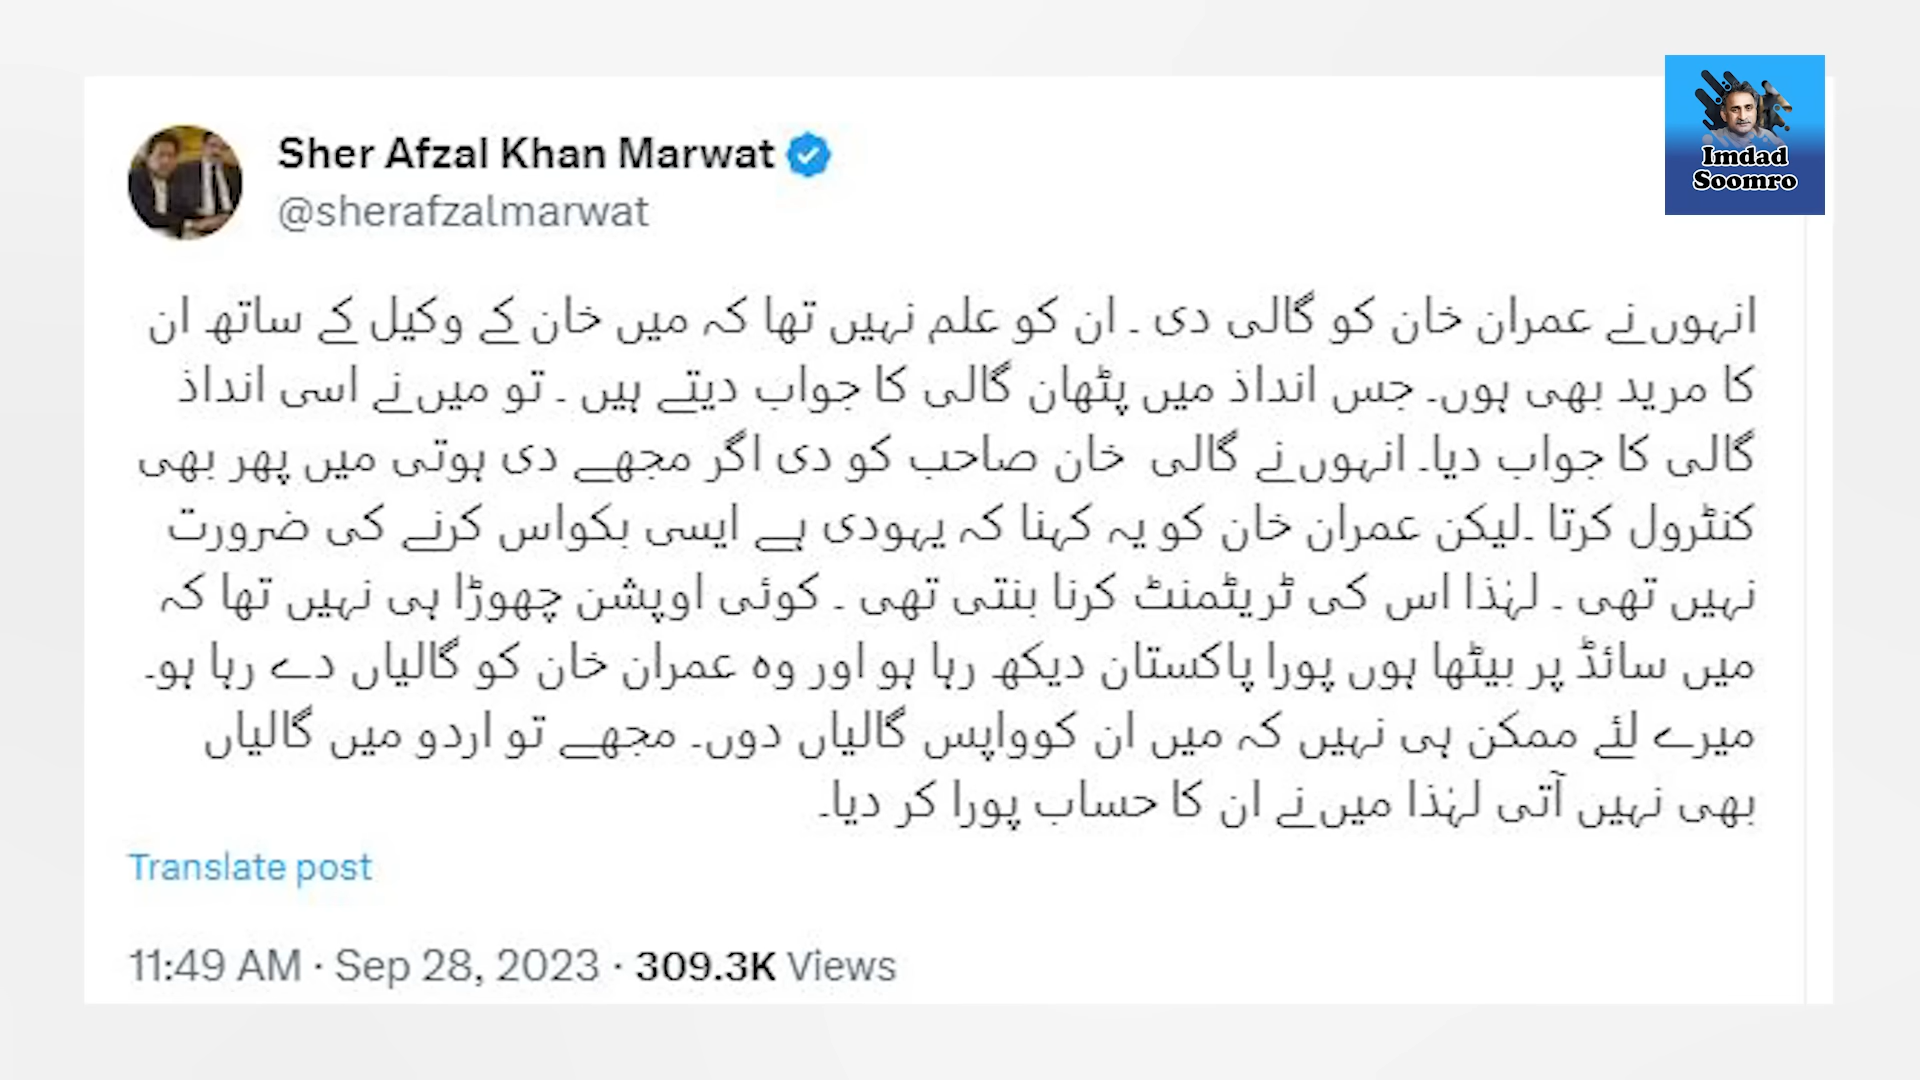 Imdad
Soomro
Sher Afzal Khan Marwat
@sherafzalmarwat
انہوں نے عمران خان کو گالی دی ۔ ان کو علم نہیں تھا کہ میں خان کے وکیل کے ساتھ ان
کا مرید بھی ہوں۔ جس انداذ میں پٹھان گالی کا جواب دیتے ہیں ۔ تو میں نے اسی انداذ
گالی کا جواب دیا۔ انہوں نے گالی خان صاحب کو دی اگر مجھے دی ہوتی میں پھر بھی
کنٹرول کرتا ۔لیکن عمران خان کو یہ کہنا کہ یہودی ہے ایسی بکواس کرنے کی ضرورت
نہیں تھی ۔ لہٰذا اس کی ٹریٹمنٹ کرنا بنتی تھی ۔ کوئی اوپشن چھوڑا ہی نہیں تھا کہ
میں سائڈ پر بیٹھا ہوں پورا پاکستان دیکھ رہا ہو اور وہ عمران خان کو گالیاں دے رہا ہو۔
میرے لئے ممکن ہی نہیں کہ میں ان کوواپس گالیاں دوں۔ مجھے تو اردو میں گالیاں
بھی نہیں آتی لہٰذا میں نے ان کا حساب پورا کر دیا۔
Translate post
11:49 AM · Sep 28, 2023 · 309.3K Views